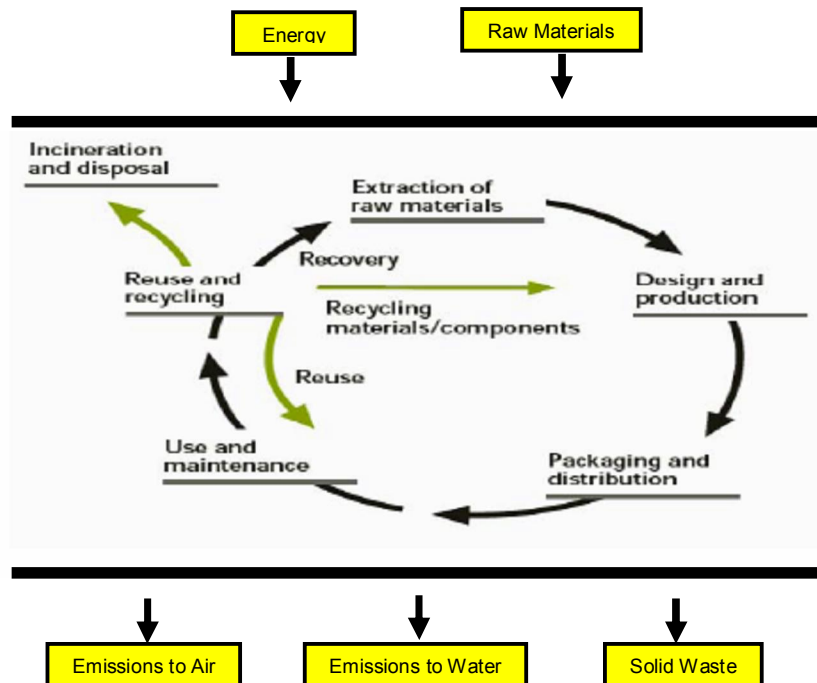 Energy
Raw Materials
Incineration
and disposal
Extraction of
raw materials
Recovery
Reuse and
recycling
Design and
production
Recycling
materials/components
Reuse
Use and
maintenance
Packaging and
distribution
Emissions to Air
Emissions to Water
Solid Waste